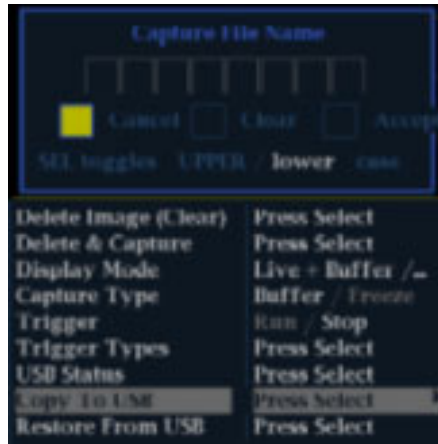 Capture File Name
Cancel Clear Accep
SEL toggles UPPER / lower case
Delete Image (Clear) Press Select
Delete & Capture Press Select
Display Mode Live + Buffer /...
Capture Type Buffer / Freeze
Trigger Run / Stop
Trigger Types Press Select
USB Status Press Select
Copy To USB Press Select
Restore From USB Press Select